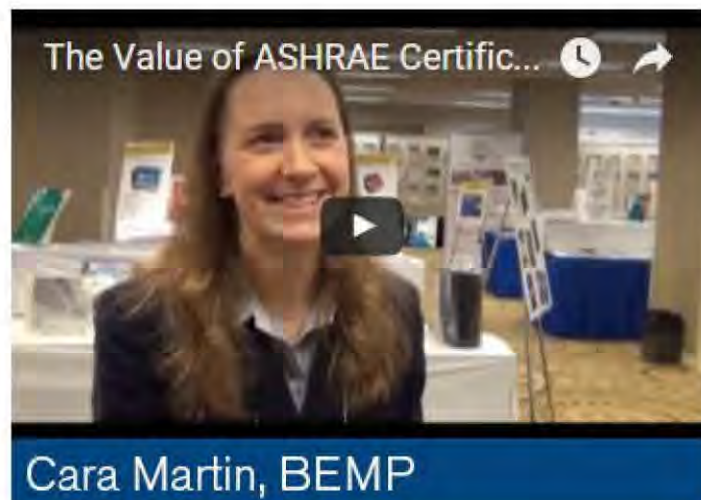 The Value of ASHRAE Certific...
Cara Martin, BEMP